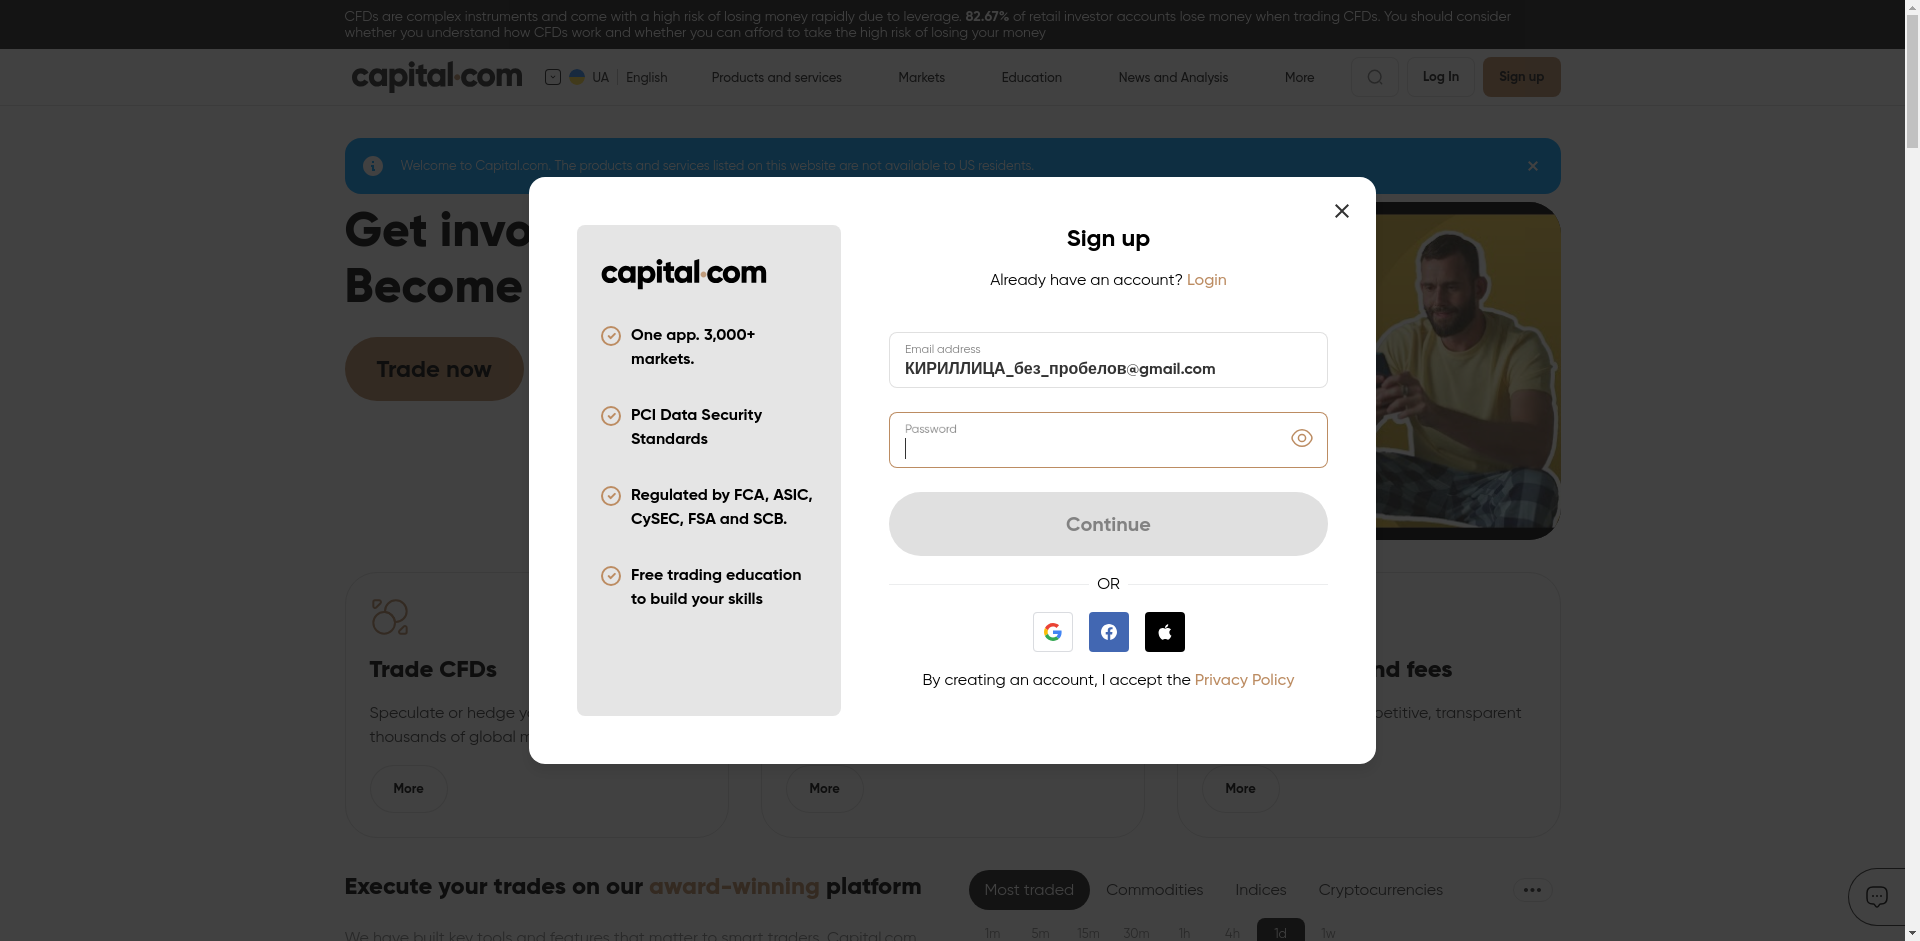 CFDs are complex instruments and come with a high risk of losing money rapidly due to leverage. 82.67% of retail investor accounts lose money when trading CFDs. You should consider
whether you understand how CFDs work and whether you can afford to take the high risk of losing your money
capital.com UA English Products and services Markets Education News and Analysis More Log In Sign up
Welcome to Capital.com. The products and services listed on this website are not available to US residents.
Get
Become
Trade now
capital.com
One app. 3,000+
markets.
PCI Data Security
Standards
Regulated by FCA, ASIC,
CySEC, FSA and SCB.
Free trading education
to build your skills
Sign up
Already have an account? Login
Email address
КИРИЛЛИЦА_без_пробелов@gmail.com
Password
Continue
OR
By creating an account, I accept the Privacy Policy
Trade CFDs
Speculate or hedge
thousands of global
More
More
fees
transparent
More
Execute your trades on our award-winning platform
We have built key tools and features that matter to smart traders. Capital.com
Most traded Commodities Indices Cryptocurrencies
1m 5m 15m 30m 1h 4h 1d 1w